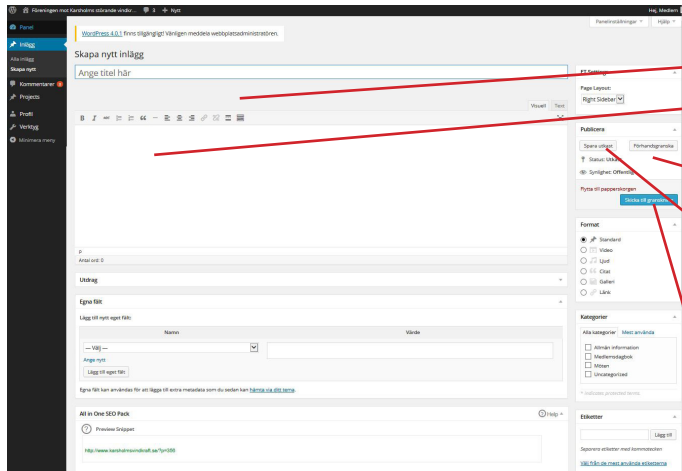 Föreningen mot Karsholms störande vindkr... 3 + Nytt
Hej, Medlem
Panelinställningar Hjälp
Panel
Inlägg
Alla inlägg
Skapa nytt
Kommentarer
Projects
Profil
Verktyg
Minimera meny
WordPress 4.0.1 finns tillgängligt! Vänligen meddela webbplatsadministratören.
Skapa nytt inlägg
Ange titel här
Visuell Text
B I
P
Antal ord: 0
Utdrag
Egna fält
Lägg till nytt eget fält:
Namn Värde
— Välj —
Ange nytt
Lägg till eget fält
Egna fält kan användas för att lägga till extra metadata som du sedan kan hämta via ditt tema.
All in One SEO Pack
Help
Preview Snippet
http://www.karsholmsvindkraft.se/?p=350
ET Settings
Page Layout:
Right Sidebar
Publicera
Spara utkast Förhandsgranska
Status: Utkast
Synlighet: Offentlig
Flytta till papperskorgen
Skicka till granskning
Format
Standard
Video
Ljud
Citat
Galleri
Länk
Kategorier
Alla kategorier Mest använda
Allmän information
Medlemsdagbok
Möten
Uncategorized
* indicates protected terms
Etiketter
Lägg till
Separera etiketter med kommatecken
Välj från de mest använda etiketterna